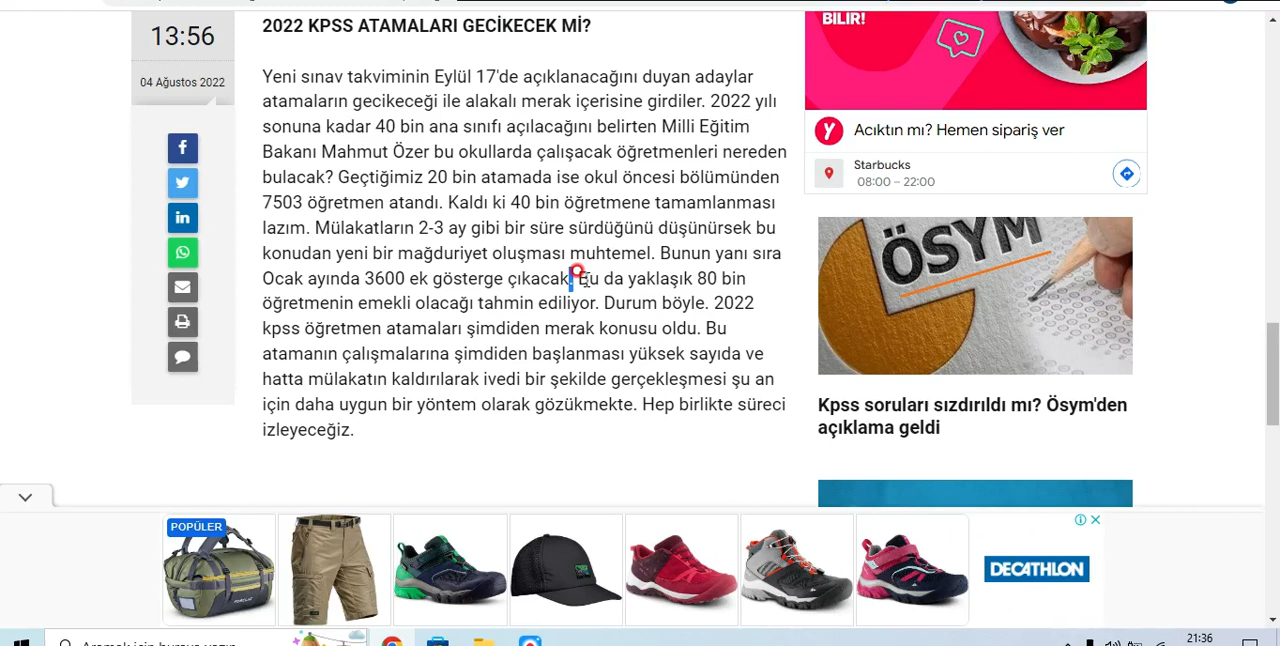 13:56
04 Ağustos 2022
2022 KPSS ATAMALARI GECİKECEK Mİ?
Yeni sınav takviminin Eylül 17'de açıklanacağını duyan adaylar
atamaların gecikeceği ile alakalı merak içerisine girdiler. 2022 yılı
sonuna kadar 40 bin ana sınıfı açılacağını belirten Milli Eğitim
Bakanı Mahmut Özer bu okullarda çalışacak öğretmenleri nereden
bulacak? Geçtiğimiz 20 bin atamada ise okul öncesi bölümünden
7503 öğretmen atandı. Kaldı ki 40 bin öğretmene tamamlanması
lazım. Mülakatların 2-3 ay gibi bir süre sürdüğünü düşünürsek bu
konudan yeni bir mağduriyet oluşması muhtemel. Bunun yanı sıra
Ocak ayında 3600 ek gösterge çıkacak. Bu da yaklaşık 80 bin
öğretmenin emekli olacağı tahmin ediliyor. Durum böyle. 2022
kpss öğretmen atamaları şimdiden merak konusu oldu. Bu
atamanın çalışmalarına şimdiden başlanması yüksek sayıda ve
hatta mülakatın kaldırılarak ivedi bir şekilde gerçekleşmesi şu an
için daha uygun bir yöntem olarak gözükmekte. Hep birlikte süreci
izleyeceğiz.
BİLİR!
Acıktın mı? Hemen sipariş ver
Starbucks
08:00 – 22:00
ÖSYM
Kpss soruları sızdırıldı mı? Ösym'den
açıklama geldi
POPÜLER
DECATHLON
21:36